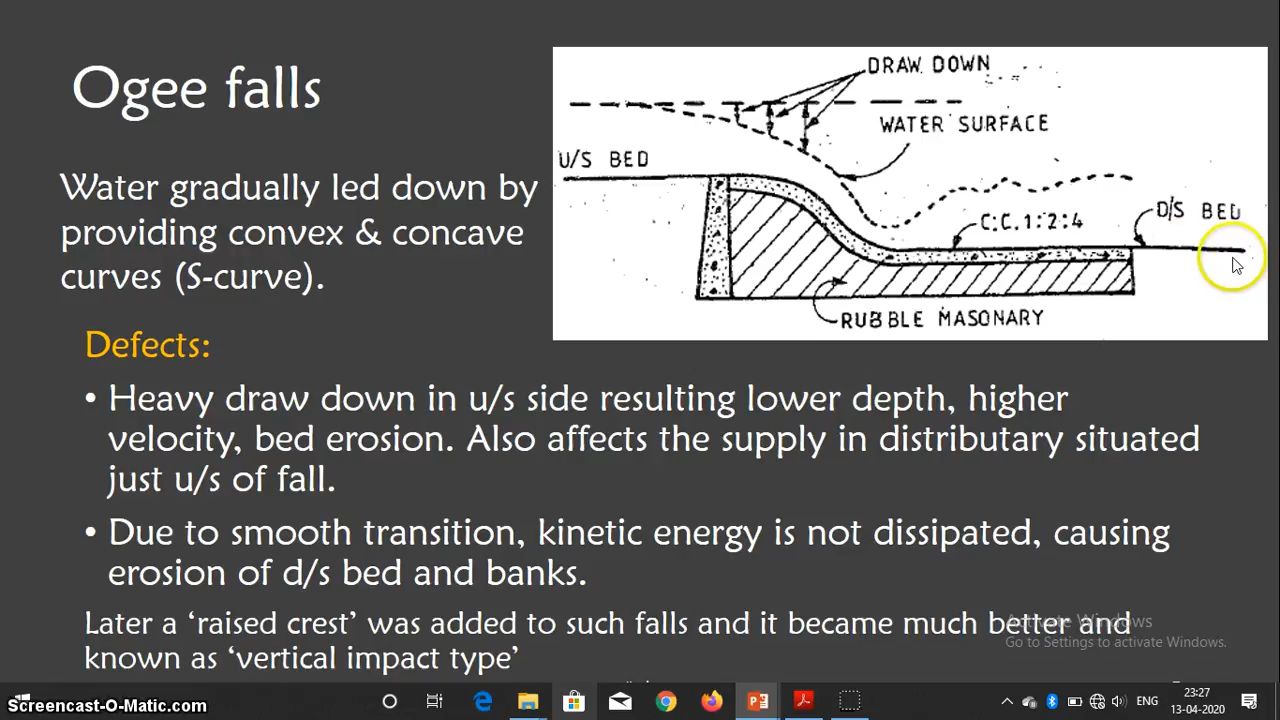 Ogee falls
Water gradually led down by
providing convex & concave
curves (S-curve).
DRAW DOWN
WATER SURFACE
U/S BED
C.C. 1:2:4
D/S BED
RUBBLE MASONARY
Defects:
• Heavy draw down in u/s side resulting lower depth, higher
velocity, bed erosion. Also affects the supply in distributary situated
just u/s of fall.
• Due to smooth transition, kinetic energy is not dissipated, causing
erosion of d/s bed and banks.
Later a ‘raised crest’ was added to such falls and it became much better and
known as ‘vertical impact type’
Activate Windows
Go to Settings to activate Windows.
Screencast-O-Matic.com
ENG
23:27
13-04-2020